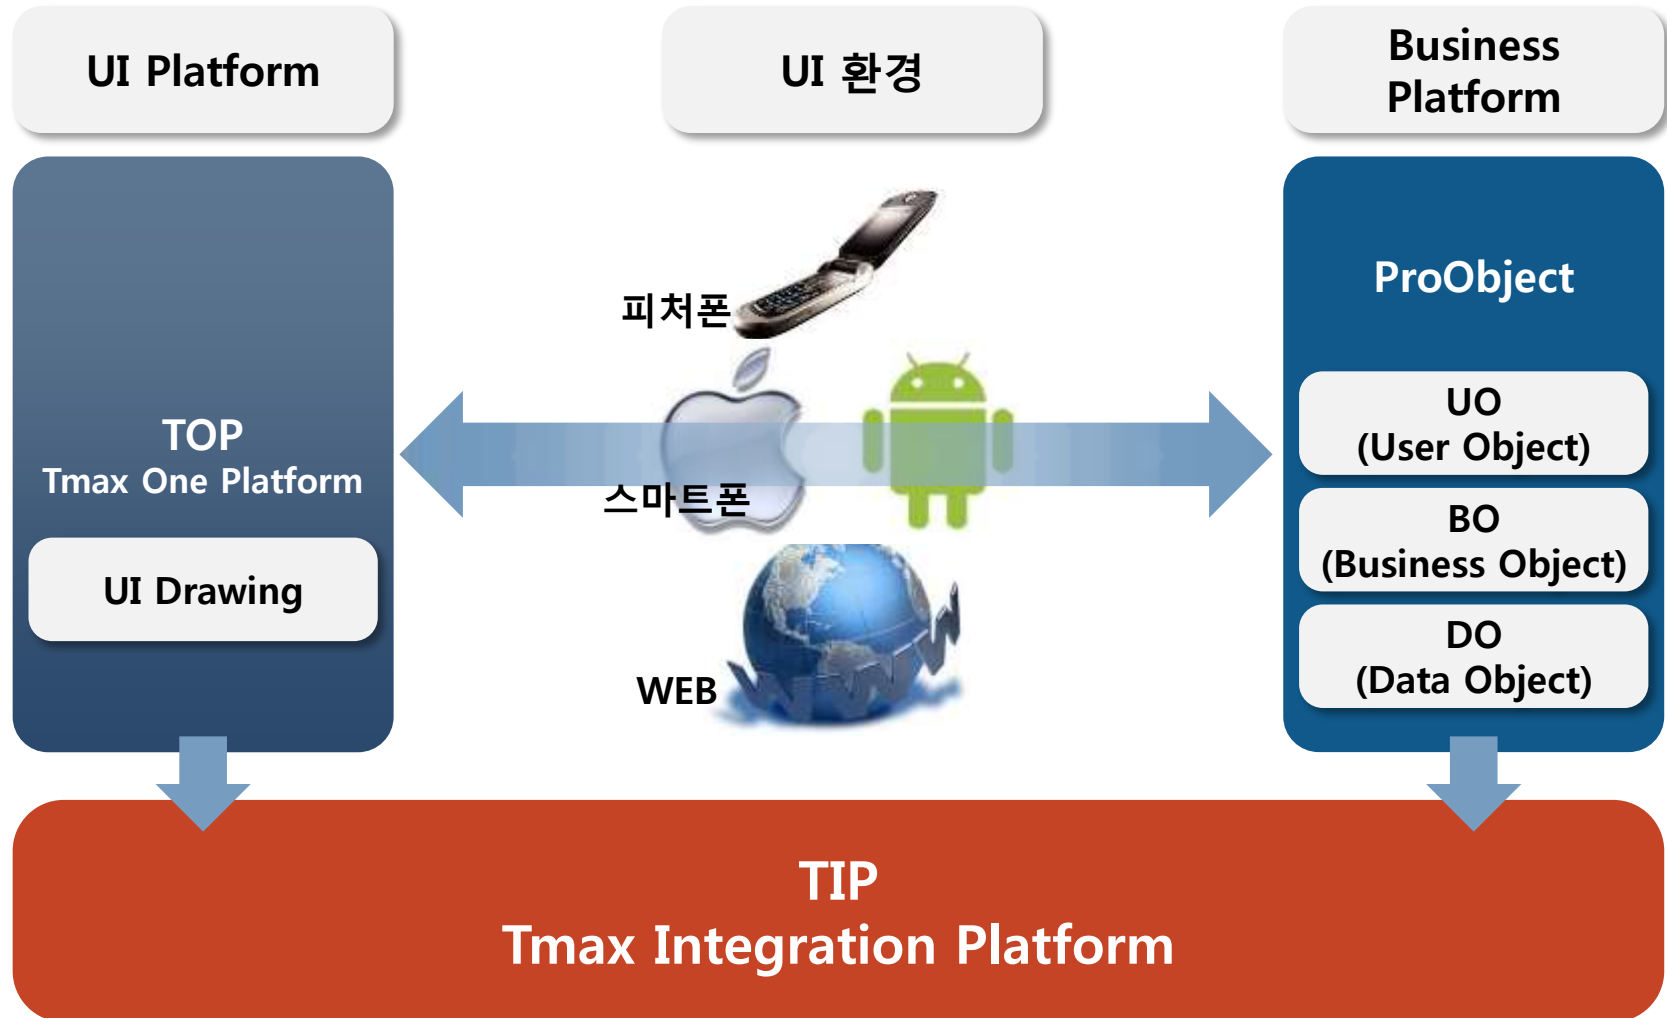 UI Platform
UI 환경
Business
Platform
TOP
Tmax One Platform
UI Drawing
피처폰
스마트폰
WEB
WWW
ProObject
UO
(User Object)
BO
(Business Object)
DO
(Data Object)
TIP
Tmax Integration Platform